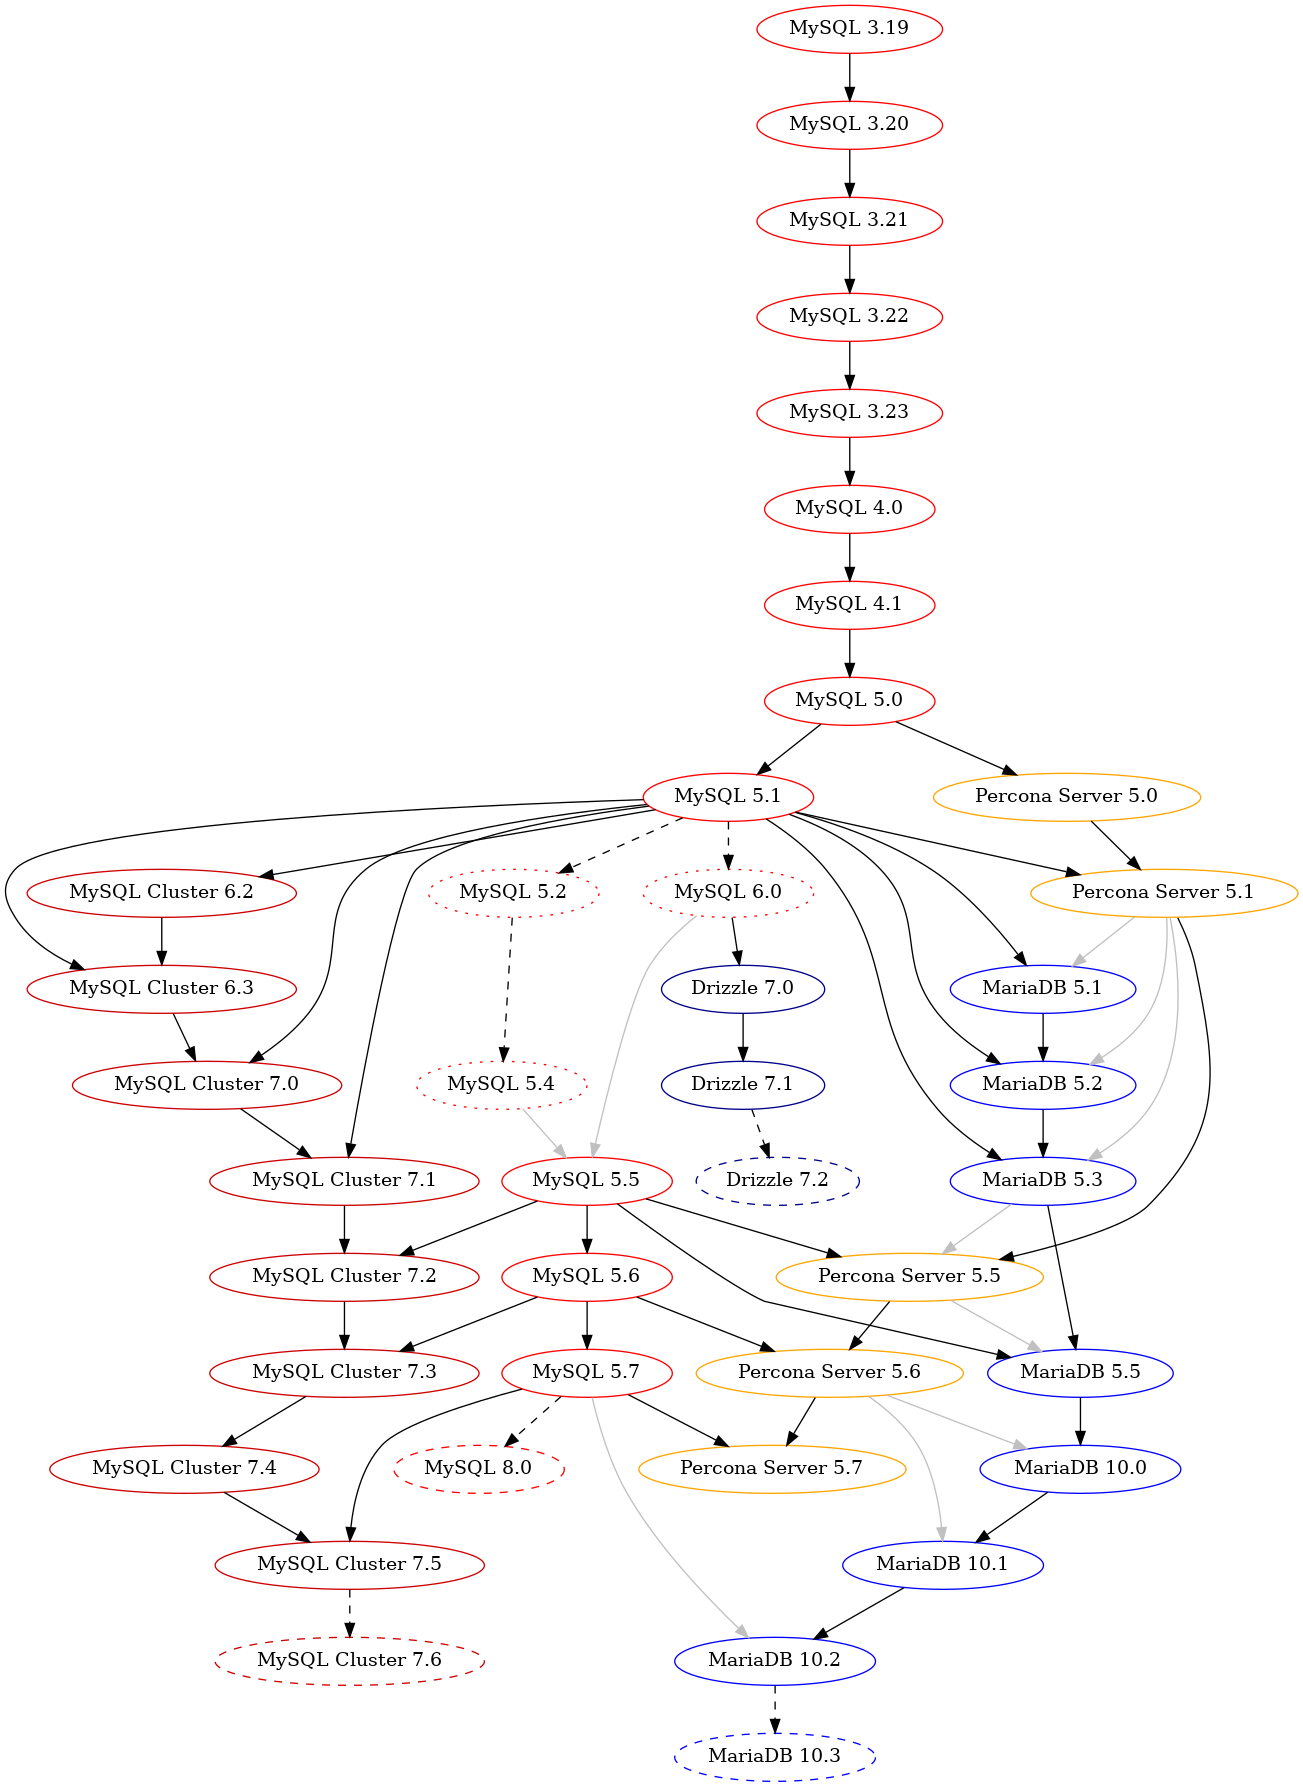 MySQL 3.19
MySQL 3.20
MySQL 3.21
MySQL 3.22
MySQL 3.23
MySQL 4.0
MySQL 4.1
MySQL 5.0
MySQL 5.1
Percona Server 5.0
MySQL Cluster 6.2
MySQL 5.2
MySQL 6.0
Percona Server 5.1
MySQL Cluster 6.3
Drizzle 7.0
MariaDB 5.1
MySQL Cluster 7.0
MySQL 5.4
Drizzle 7.1
MariaDB 5.2
MySQL Cluster 7.1
MySQL 5.5
Drizzle 7.2
MariaDB 5.3
MySQL Cluster 7.2
MySQL 5.6
Percona Server 5.5
MySQL Cluster 7.3
MySQL 5.7
Percona Server 5.6
MariaDB 5.5
MySQL Cluster 7.4
MySQL 8.0
Percona Server 5.7
MariaDB 10.0
MySQL Cluster 7.5
MariaDB 10.1
MySQL Cluster 7.6
MariaDB 10.2
MariaDB 10.3